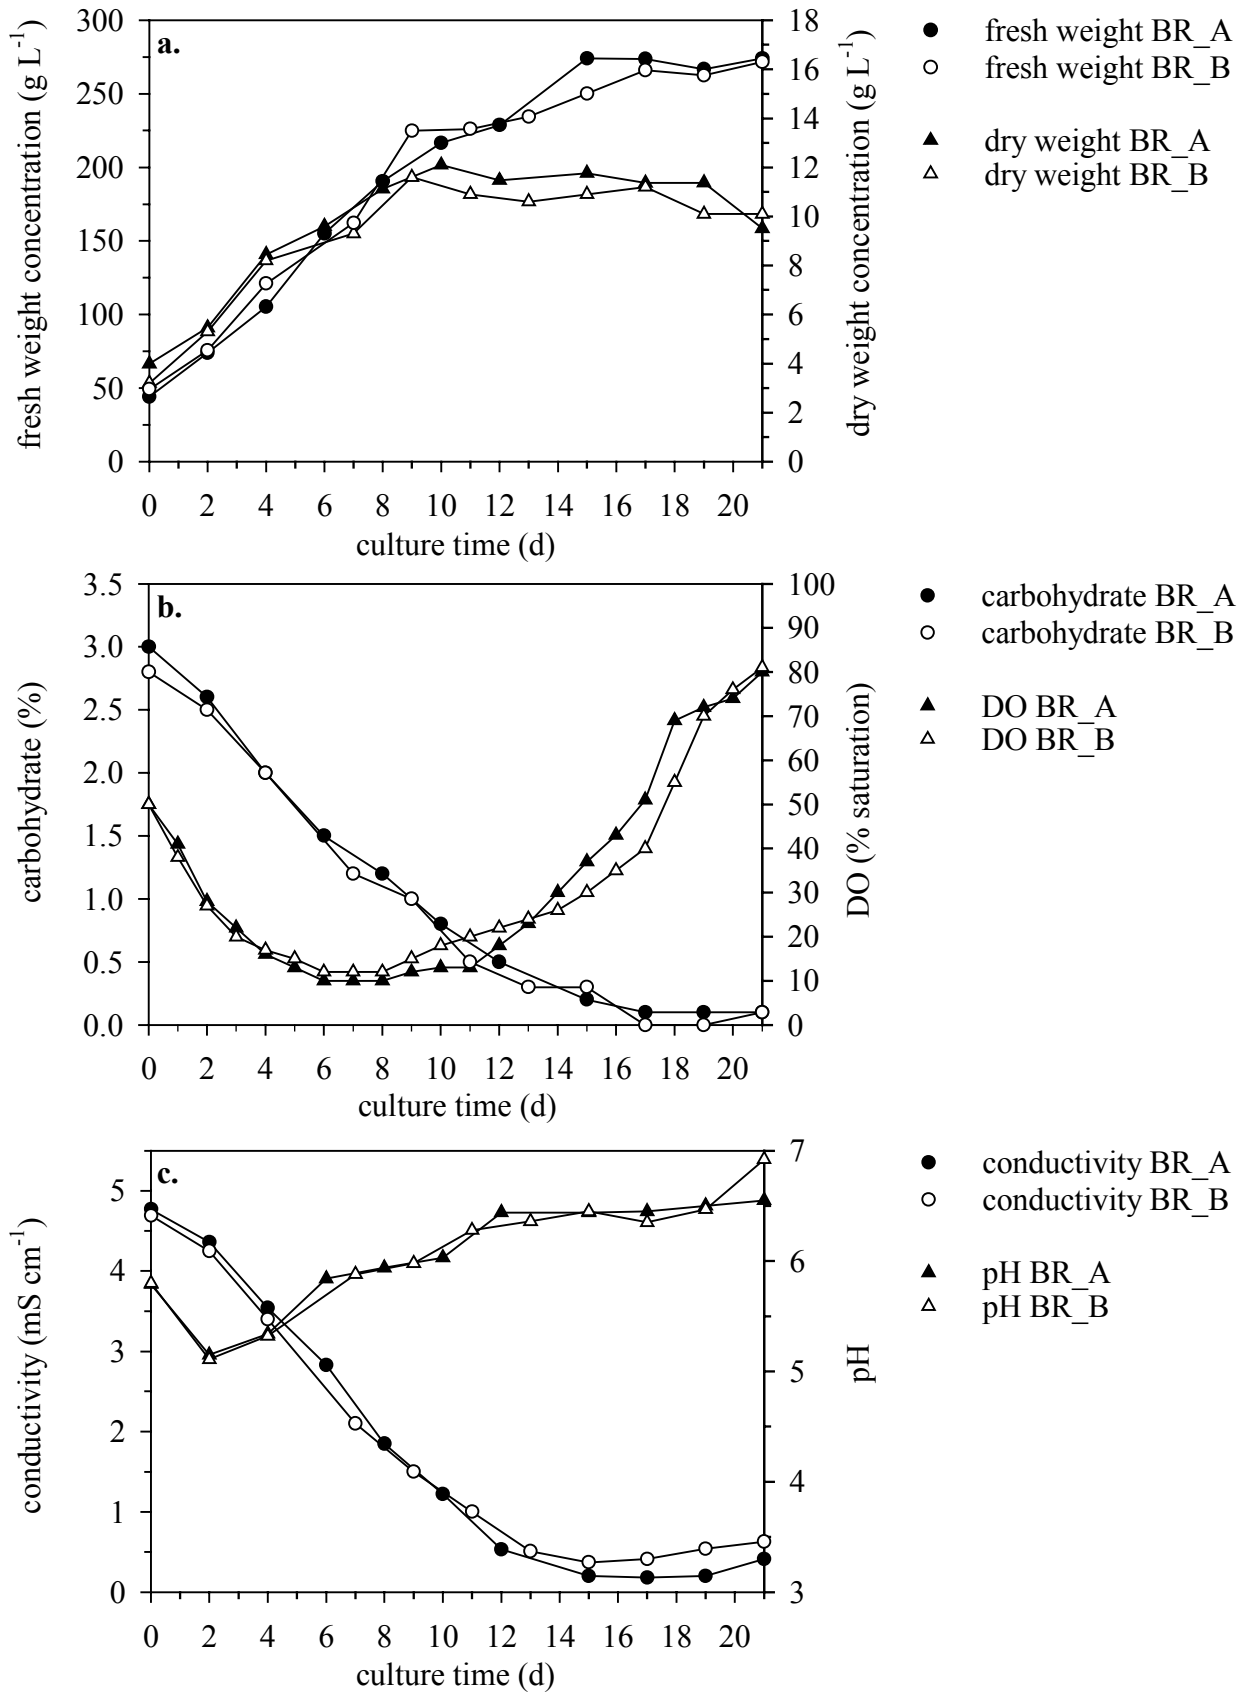 a.
fresh weight concentration (g L⁻¹)
300
250
200
150
100
50
0
dry weight concentration (g L⁻¹)
18
16
14
12
10
8
6
4
2
0
0 2 4 6 8 10 12 14 16 18 20
culture time (d)
fresh weight BR_A
fresh weight BR_B
dry weight BR_A
dry weight BR_B
b.
carbohydrate (%)
3.5
3.0
2.5
2.0
1.5
1.0
0.5
0.0
DO (% saturation)
100
90
80
70
60
50
40
30
20
10
0
0 2 4 6 8 10 12 14 16 18 20
culture time (d)
carbohydrate BR_A
carbohydrate BR_B
DO BR_A
DO BR_B
c.
conductivity (mS cm⁻¹)
5
4
3
2
1
0
pH
7
6
5
4
3
0 2 4 6 8 10 12 14 16 18 20
culture time (d)
conductivity BR_A
conductivity BR_B
pH BR_A
pH BR_B